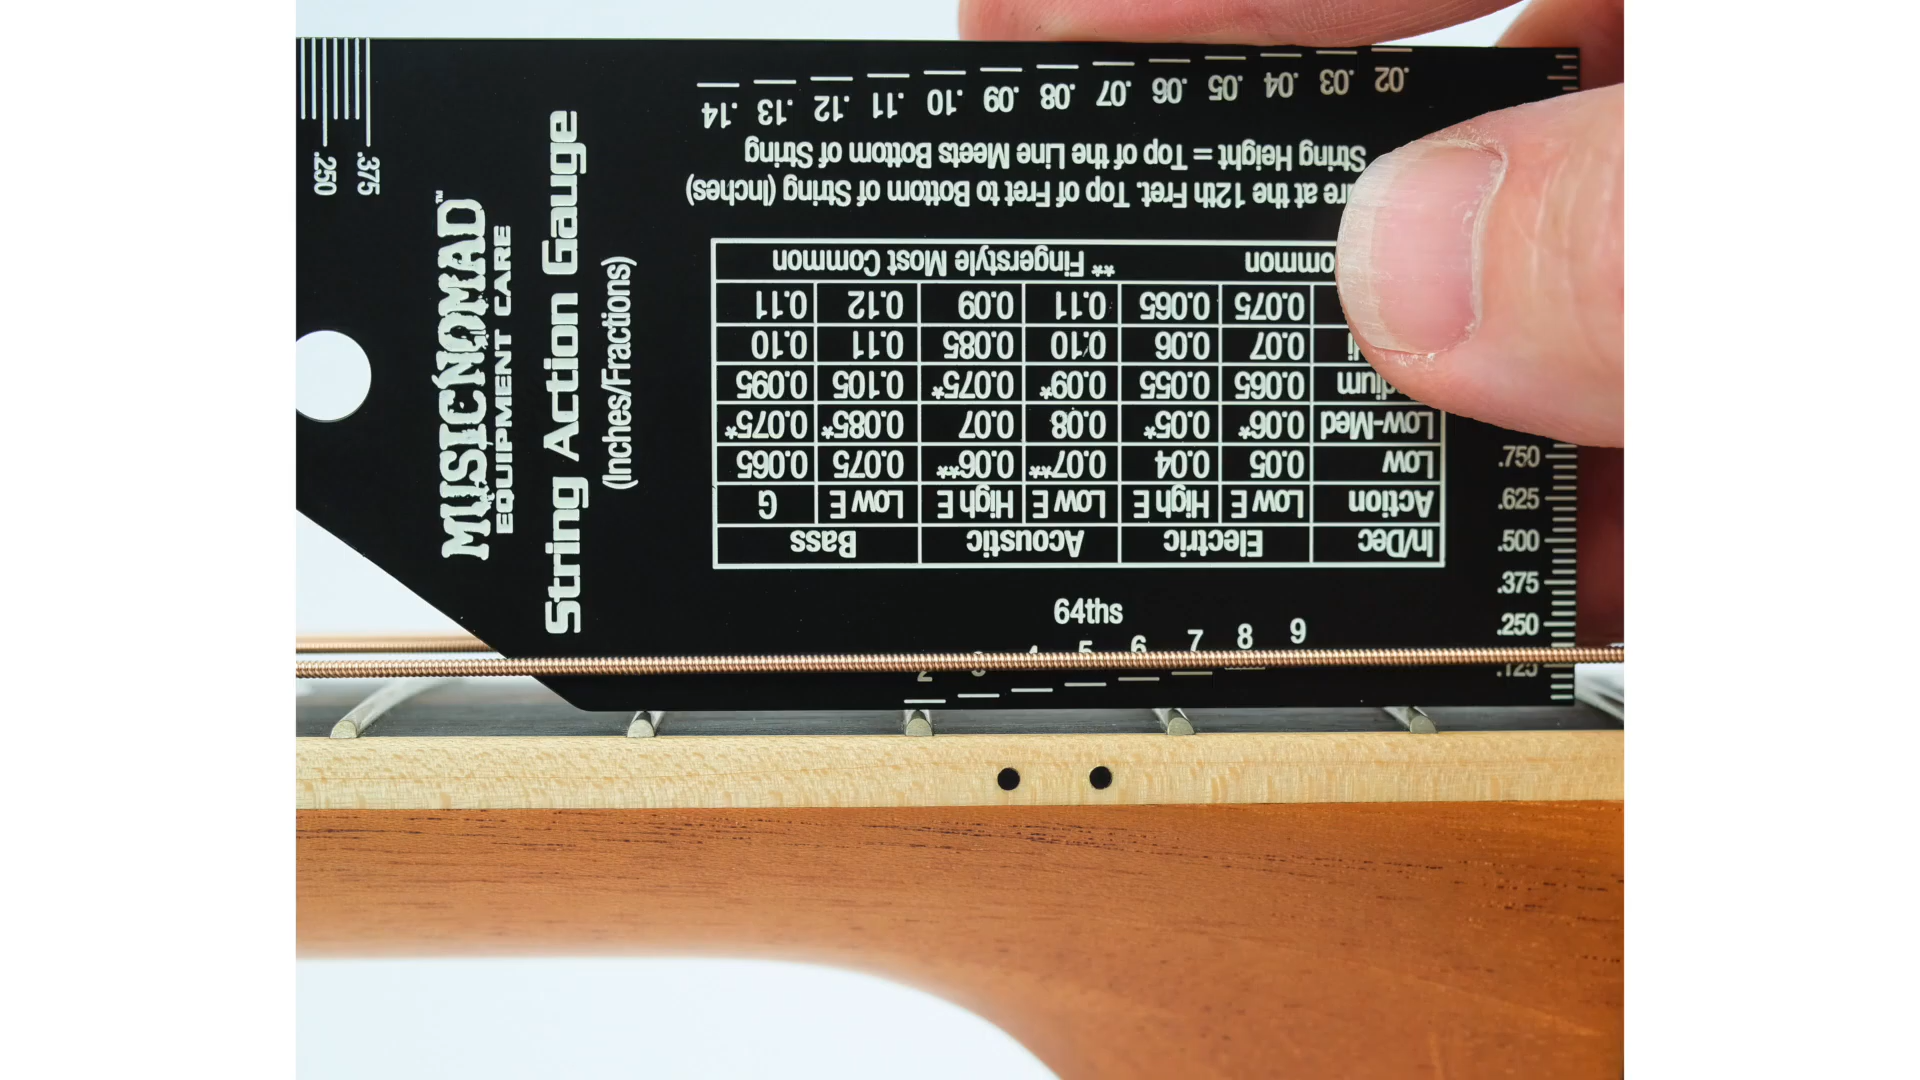 .250
.375
MUSICNOMAD™
EQUIPMENT CARE
String Action Gauge
(Inches/Fractions)
.02 .03 .04 .05 .06 .07 .08 .09 .10 .11 .12 .13 .14
String Height = Top of the Line Meets Bottom of String
at the 12th Fret. Top of Fret to Bottom of String (Inches)
In/Dec Electric Acoustic Bass
Action Low E High E Low E High E Low E G
Low 0.05 0.04 0.07** 0.06** 0.075 0.065
Low-Med 0.06* 0.05* 0.08 0.07 0.085* 0.075*
0.065 0.055 0.09* 0.075* 0.105 0.095
0.07 0.06 0.10 0.085 0.11 0.10
0.075 0.065 0.11 0.09 0.12 0.11
**Fingerstyle Most Common
64ths
2 3 4 5 6 7 8 9
.750
.625
.500
.375
.250
.125